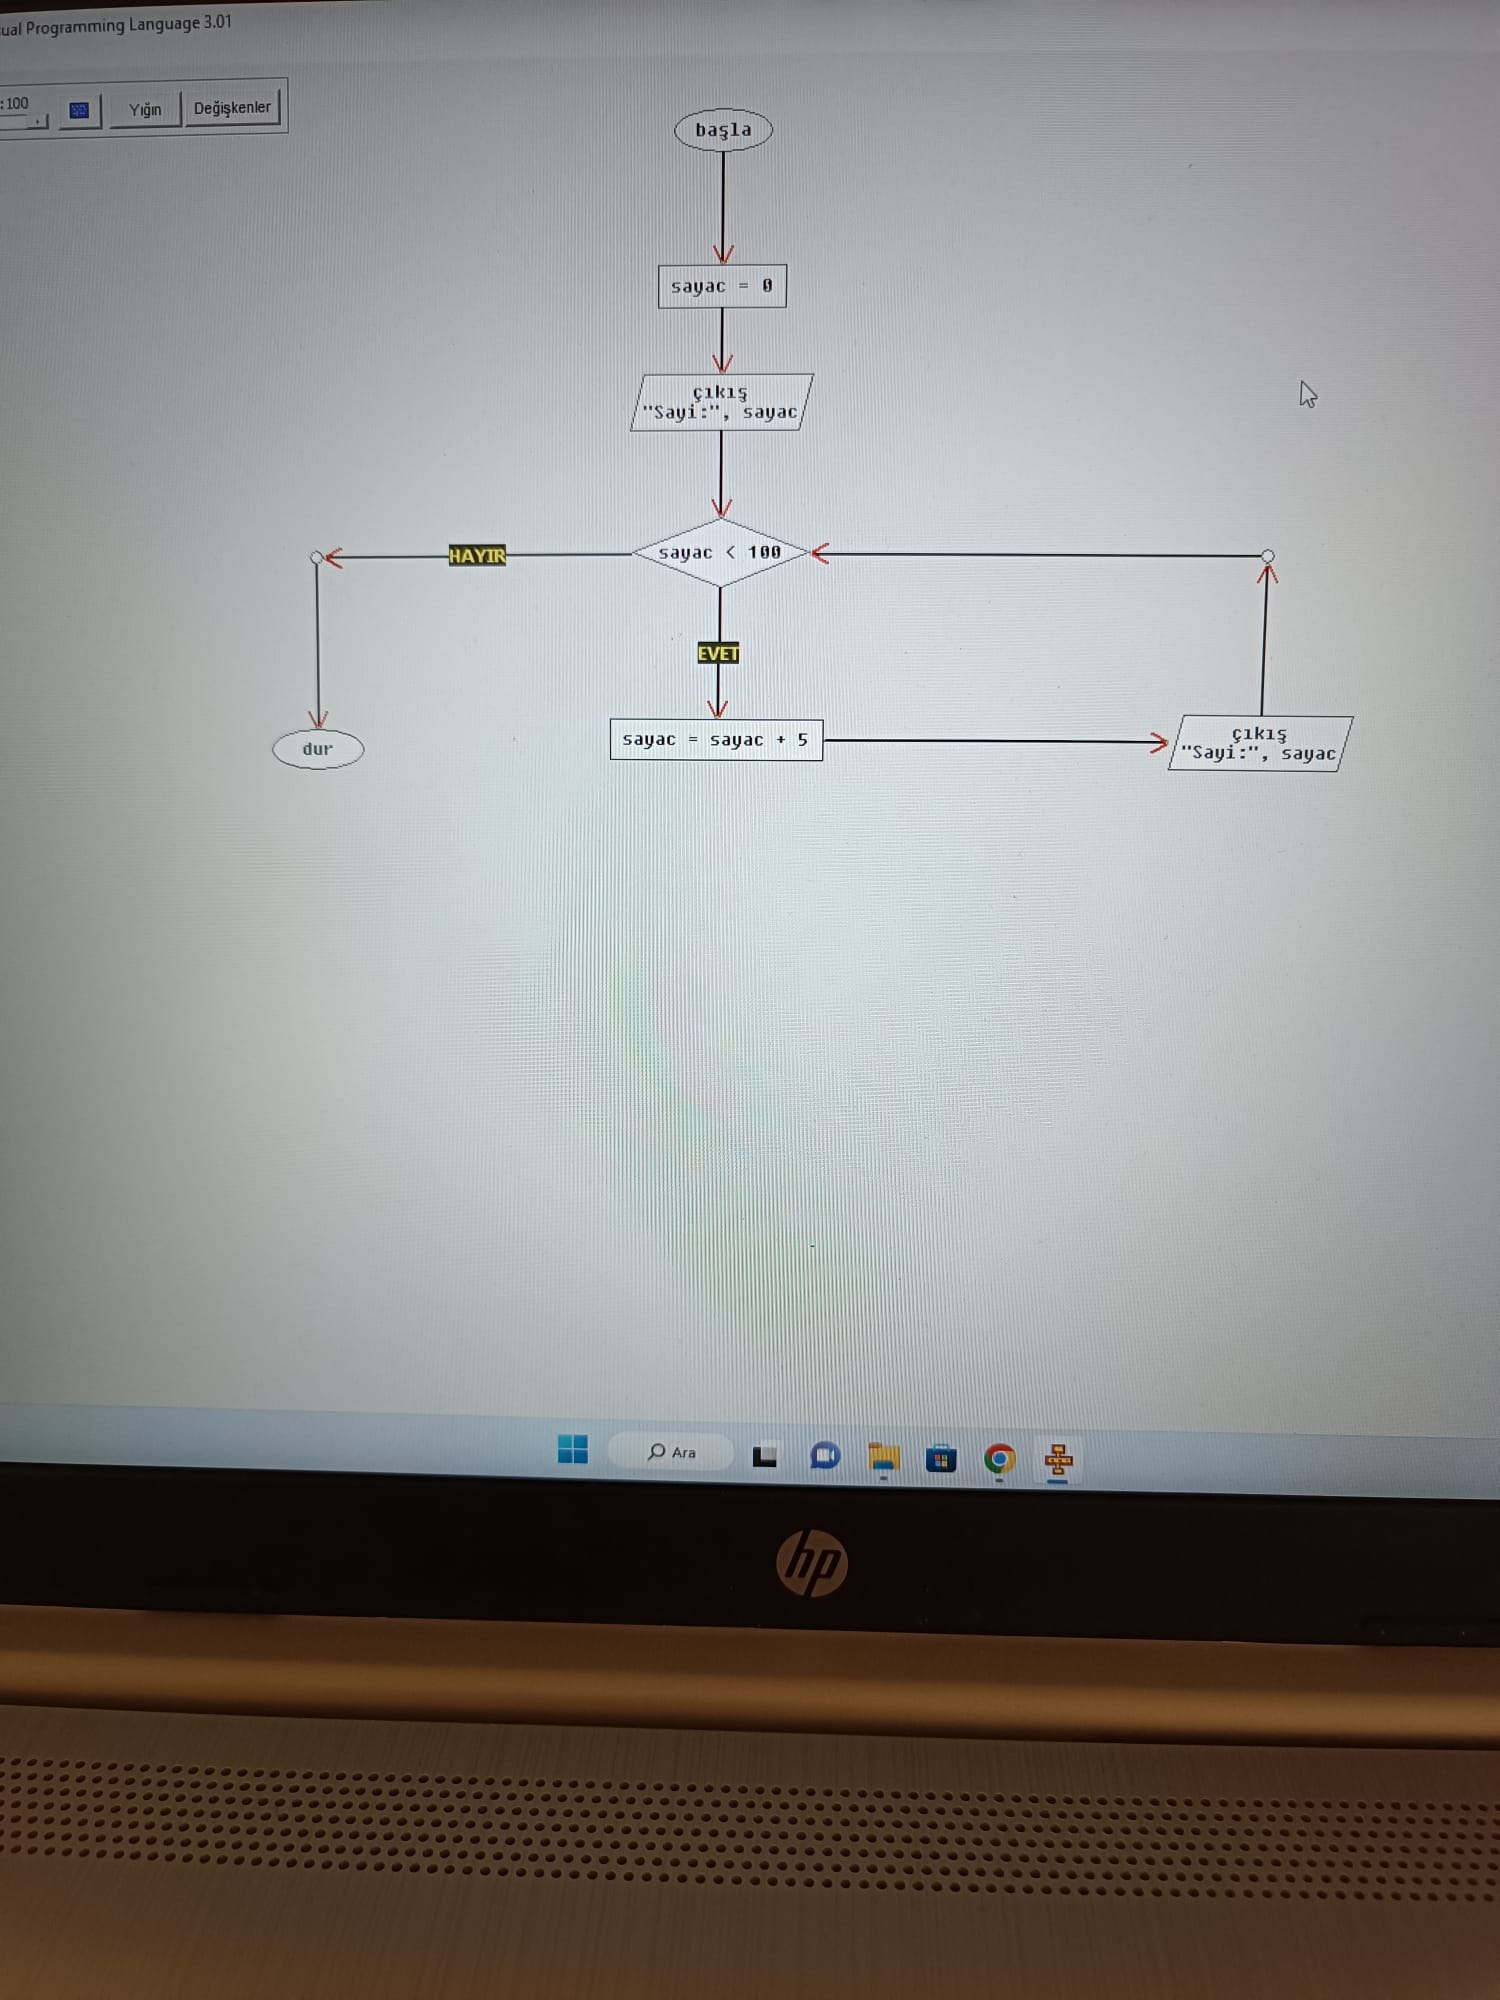 ual Programming Language 3.01
:100
Yığın
Değişkenler
başla
sayac = 0
çıkış
"Sayi:", sayac
HAYIR
sayac < 100
EVET
dur
sayac = sayac + 5
çıkış
"Sayi:", sayac
Ara
hp